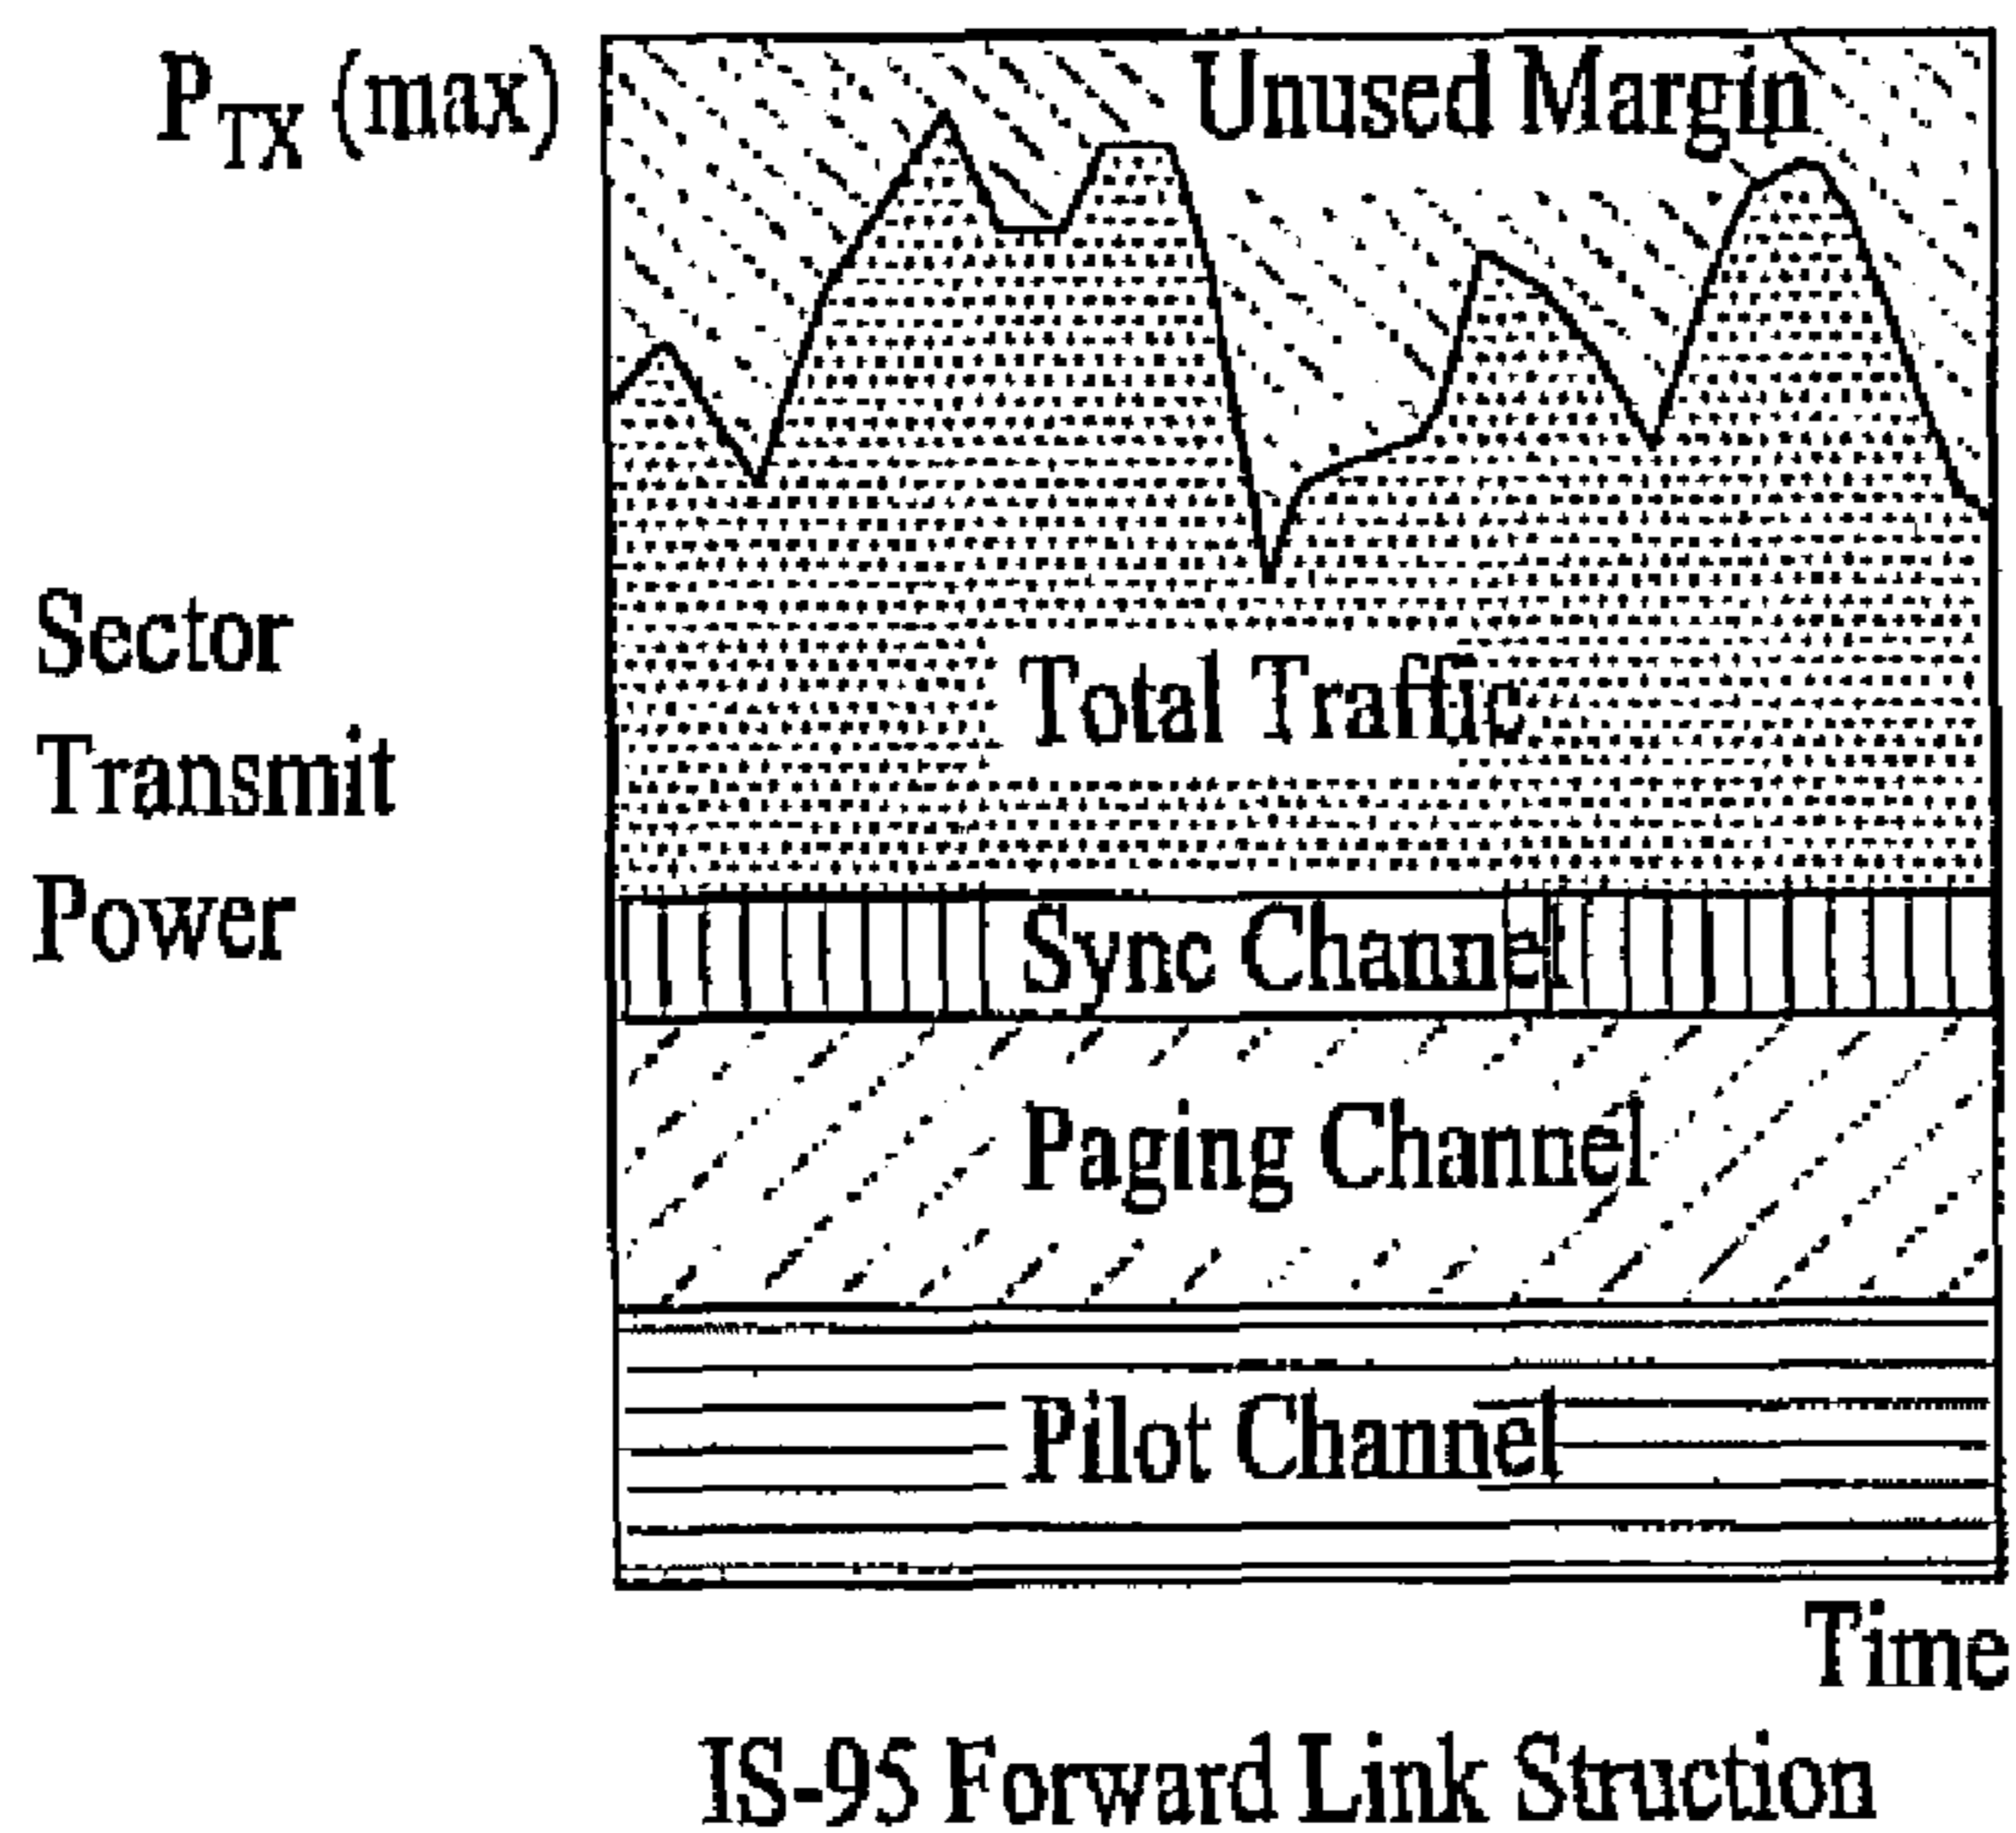 P_TX (max)
Unused Margin
Sector
Transmit
Power
Total Traffic
Sync Channel
Paging Channel
Pilot Channel
Time
IS-95 Forward Link Struction